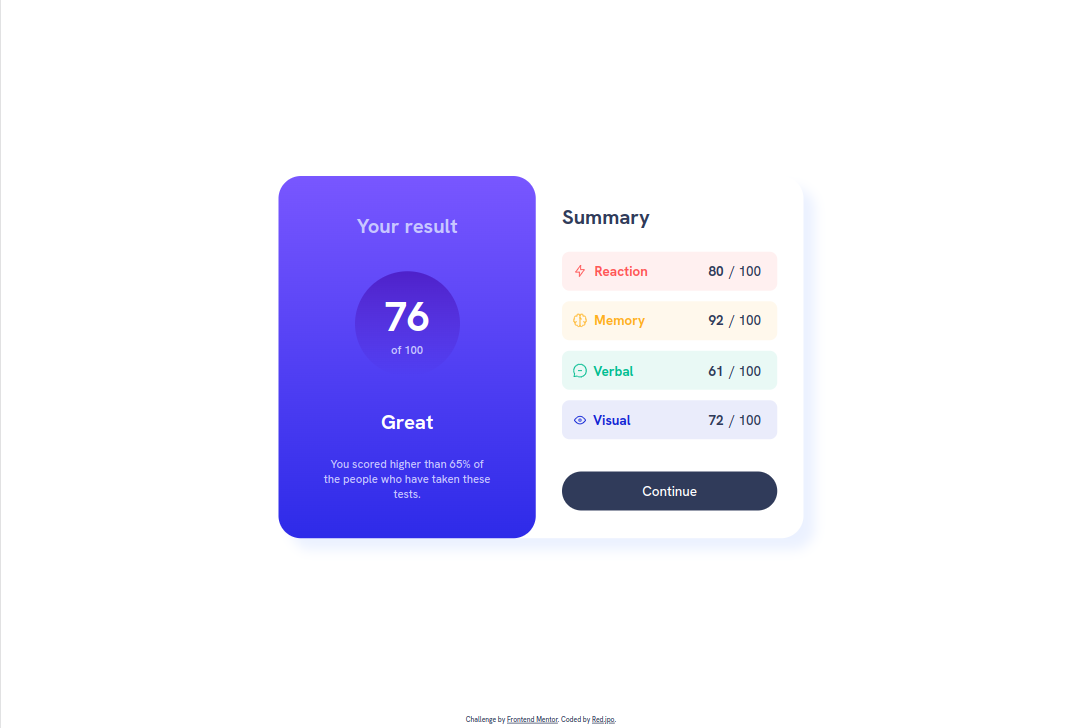 Your result
76
of 100
Great
You scored higher than 65% of
the people who have taken these
tests.
Summary
Reaction 80 / 100
Memory 92 / 100
Verbal 61 / 100
Visual 72 / 100
Continue
Challenge by Frontend Mentor. Coded by Red.jpo.